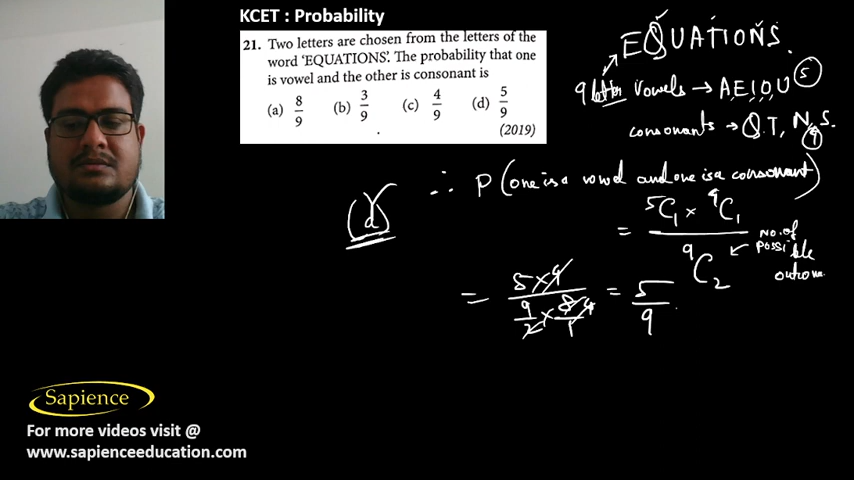 KCET : Probability
21. Two letters are chosen from the letters of the
word 'EQUATIONS'. The probability that one
is vowel and the other is consonant is
(a) 8/9 (b) 3/9 (c) 4/9 (d) 5/9
(2019)
EQUATIONS.
9 letter vowels → A E, I, O, U (5)
consonants → Q. T, N, S. (4)
∴ P (one is a vowel and one is a consonant)
= ⁵C₁ × ⁴C₁ / ⁹C₂ ← no. of possible outcom
= 5×4 / 9/2 × 8/1 4 = 5/9.
(d)
Sapience
For more videos visit @
www.sapienceeducation.com